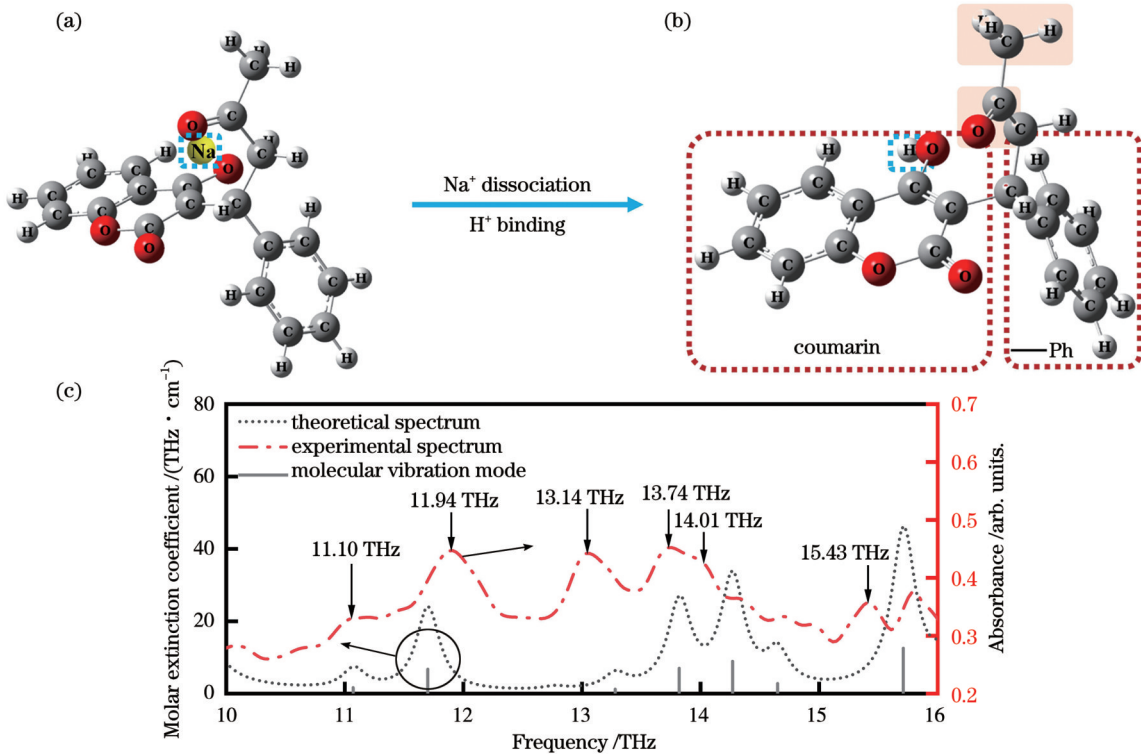 (a)
(b)
H
H
H
C
O
C
H
Na
H
H
C
H
H
C
O
C
C
H
C
C
C
C
C
H
C
H
H
C
O
C
O
C
C
H
H
C
C
H
C
C
H
H
Na⁺ dissociation
H⁺ binding
H
H
C
H
C
O
C
H
H
O
H
C
C
C
C
C
H
C
C
C
C
O
C
O
H
H
H
C
H
C
C
C
C
C
H
H
coumarin
Ph
(c)
Molar extinction coefficient /(THz · cm⁻¹)
80
60
40
20
0
theoretical spectrum
experimental spectrum
molecular vibration mode
11.10 THz
11.94 THz
13.14 THz
13.74 THz
14.01 THz
15.43 THz
0.7
0.6
0.5
0.4
0.3
0.2
Absorbance /arb. units.
10
11
12
13
14
15
16
Frequency /THz